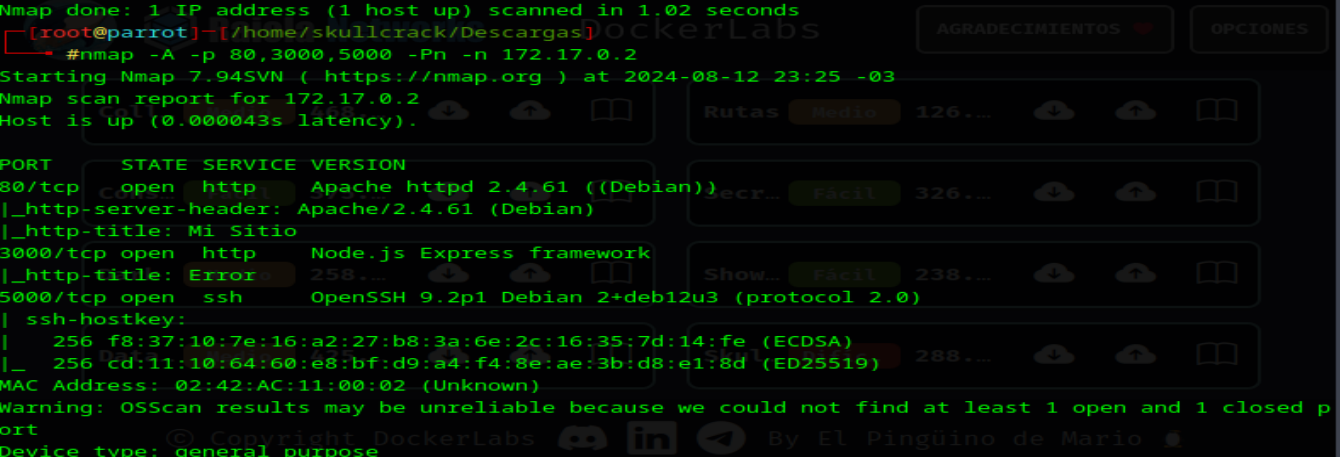 Nmap done: 1 IP address (1 host up) scanned in 1.02 seconds
[root@parrot]─[/home/skullcrack/Descargas]
DockerLabs
AGRADECIMIENTOS
OPCIONES
#nmap -A -p 80,3000,5000 -Pn -n 172.17.0.2
Starting Nmap 7.94SVN ( https://nmap.org ) at 2024-08-12 23:25 -03
Nmap scan report for 172.17.0.2
Rutas Medio 126....
Host is up (0.000043s latency).
PORT STATE SERVICE VERSION
80/tcp open http Apache httpd 2.4.61 ((Debian))
Fácil 326....
|_http-server-header: Apache/2.4.61 (Debian)
|_http-title: Mi Sitio
3000/tcp open http Node.js Express framework
|_http-title: Error
258....
Show... Fácil 238....
5000/tcp open ssh OpenSSH 9.2p1 Debian 2+deb12u3 (protocol 2.0)
| ssh-hostkey:
| 256 f8:37:10:7e:16:a2:27:b8:3a:6e:2c:16:35:7d:14:fe (ECDSA)
288....
|_ 256 cd:11:10:64:60:e8:bf:d9:a4:f4:8e:ae:3b:d8:e1:8d (ED25519)
MAC Address: 02:42:AC:11:00:02 (Unknown)
Warning: OSScan results may be unreliable because we could not find at least 1 open and 1 closed p
ort
© Copyright DockerLabs
By El Pingüino de Mario
Device type: general purpose